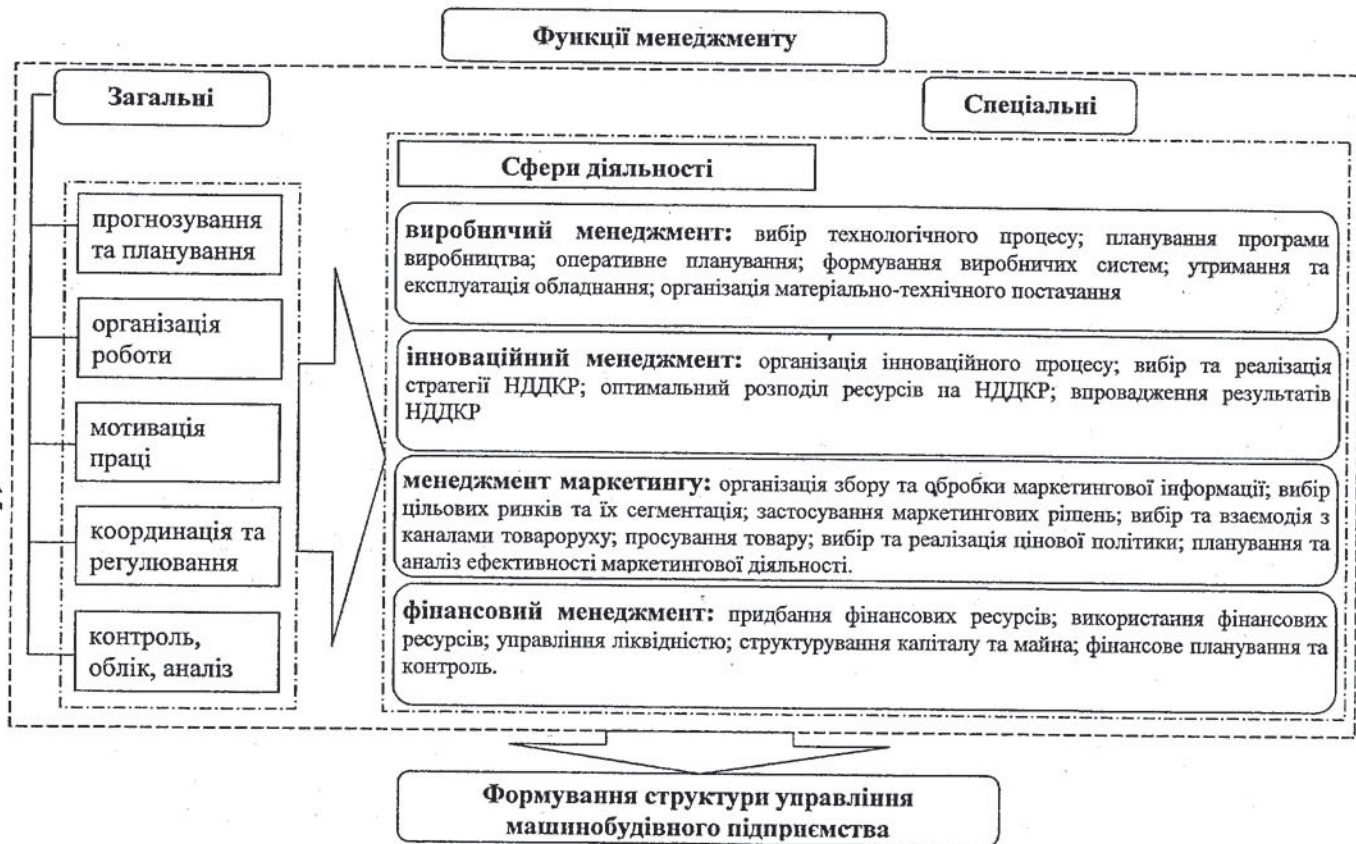 Функції менеджменту
Загальні
Спеціальні
прогнозування
та планування
організація
роботи
мотивація
праці
координація та
регулювання
контроль,
облік, аналіз
Сфери діяльності
виробничий менеджмент: вибір технологічного процесу; планування програми
виробництва; оперативне планування; формування виробничих систем; утримання та
експлуатація обладнання; організація матеріально-технічного постачання
інноваційний менеджмент: організація інноваційного процесу; вибір та реалізація
стратегії НДДКР; оптимальний розподіл ресурсів на НДДКР; впровадження результатів
НДДКР
менеджмент маркетингу: організація збору та обробки маркетингової інформації; вибір
цільових ринків та їх сегментація; застосування маркетингових рішень; вибір та взаємодія з
каналами товароруху; просування товару; вибір та реалізація цінової політики; планування та
аналіз ефективності маркетингової діяльності.
фінансовий менеджмент: придбання фінансових ресурсів; використання фінансових
ресурсів; управління ліквідністю; структурування капіталу та майна; фінансове планування та
контроль.
Формування структури управління
машинобудівного підприємства